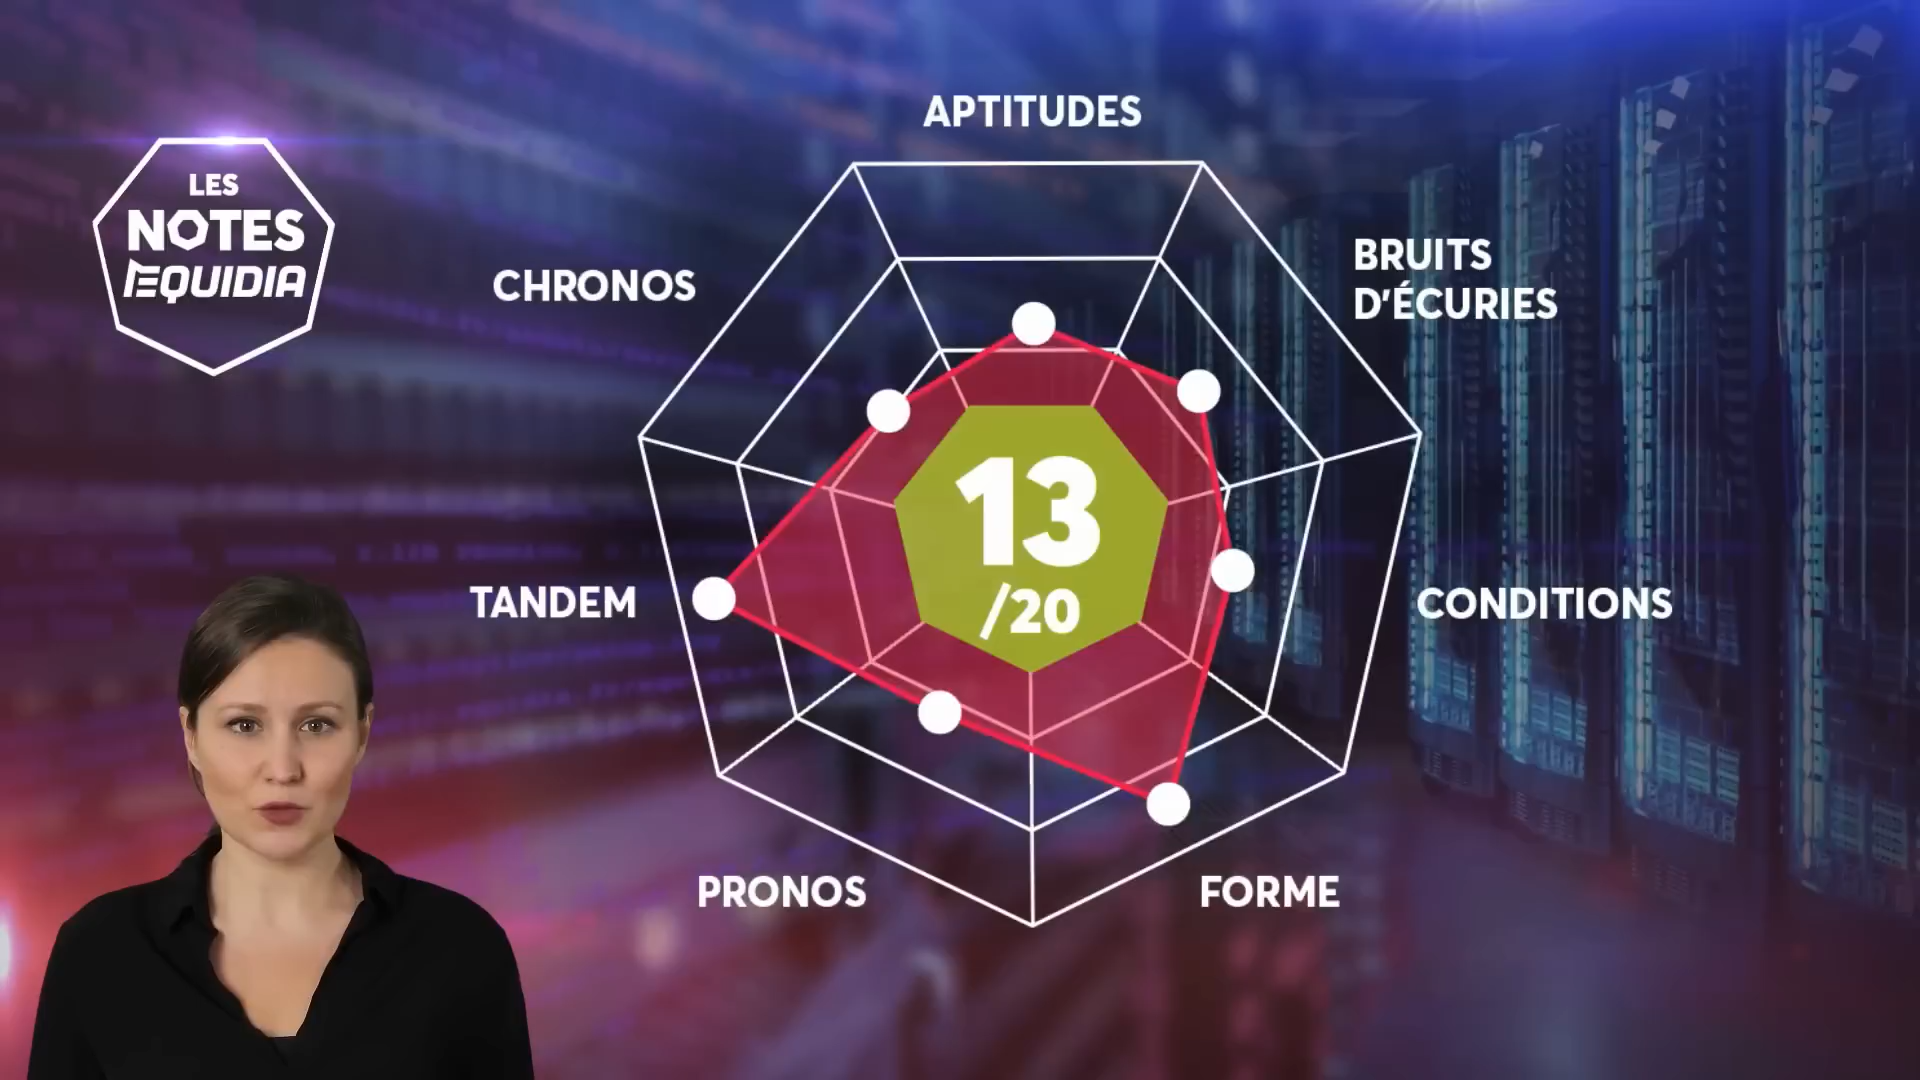 LES
NOTES
EQUIDIA
APTITUDES
BRUITS
D'ÉCURIES
CHRONOS
13
/20
TANDEM
CONDITIONS
PRONOS
FORME